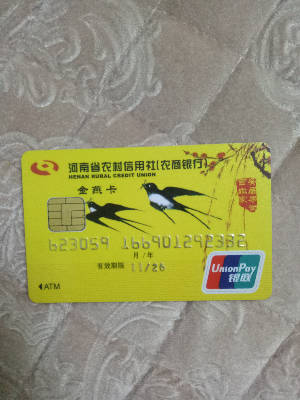 河南省农村信用社(农商银行)
HENAN RURAL CREDIT UNION
金燕卡
623059 166901292332
月/年
有效期限 11/26
ATM
UnionPay
银联